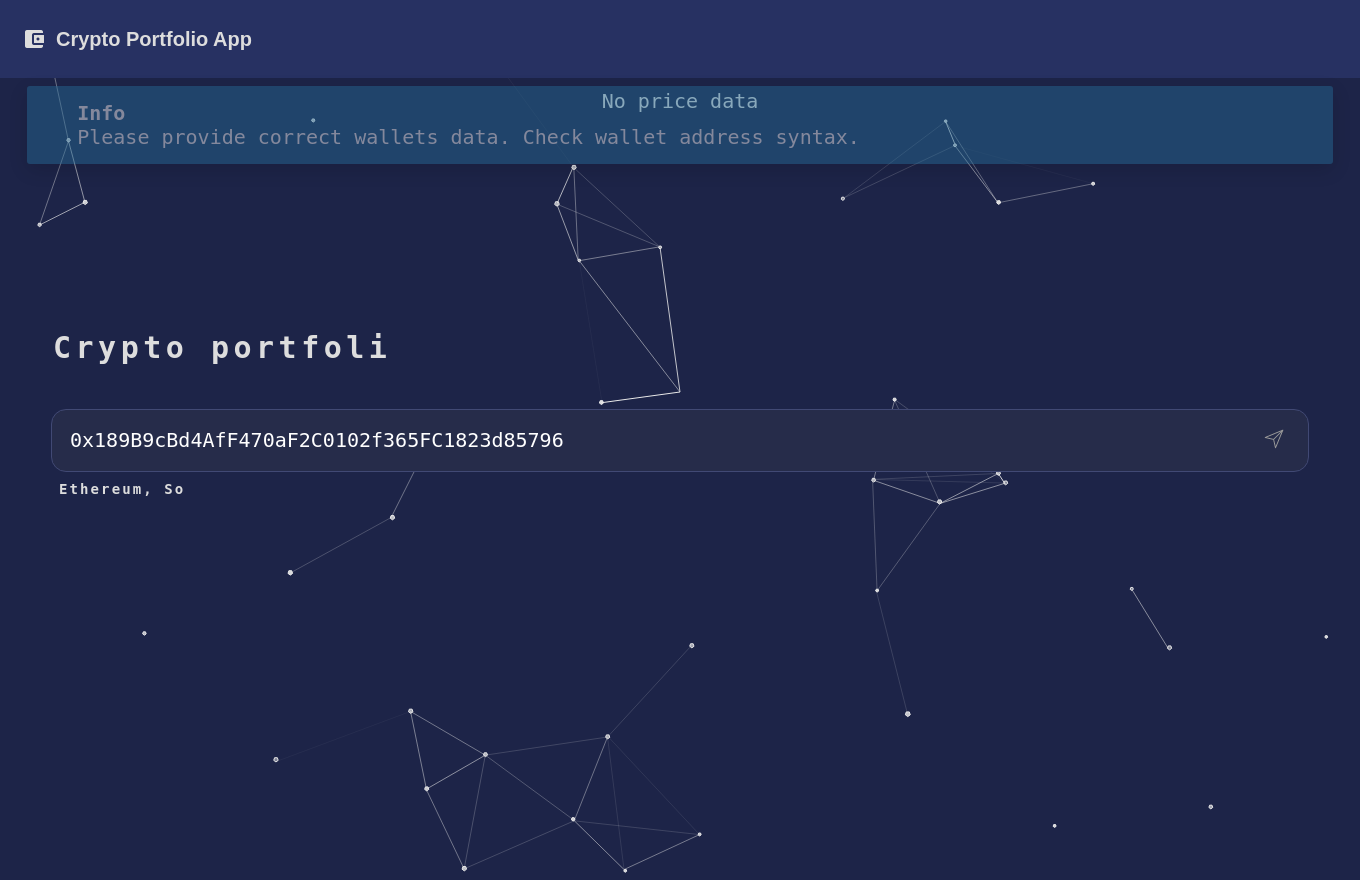 Crypto Portfolio App
No price data
Info
Please provide correct wallets data. Check wallet address syntax.
Crypto portfoli
0x189B9cBd4AfF470aF2C0102f365FC1823d85796
Ethereum, So